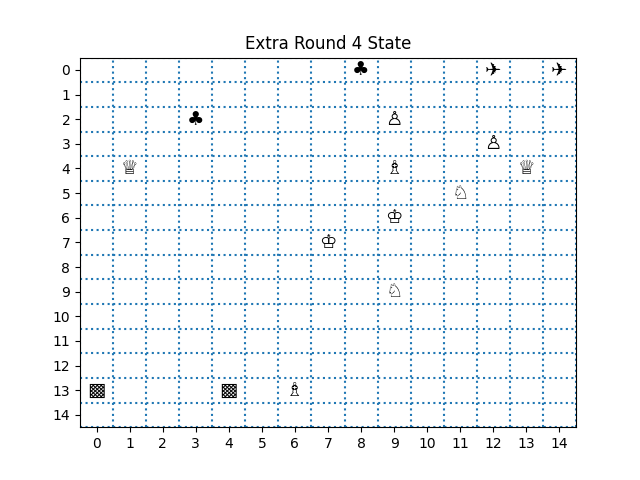 Extra Round 4 State
0 ♣ ✈ ✈
1
2 ♣ ♙
3 ♙
4 ♕ ♗ ♕
5 ♘
6 ♔
7 ♔
8
9 ♘
10
11
12
13 ▩ ▩ ♗
14
0 1 2 3 4 5 6 7 8 9 10 11 12 13 14